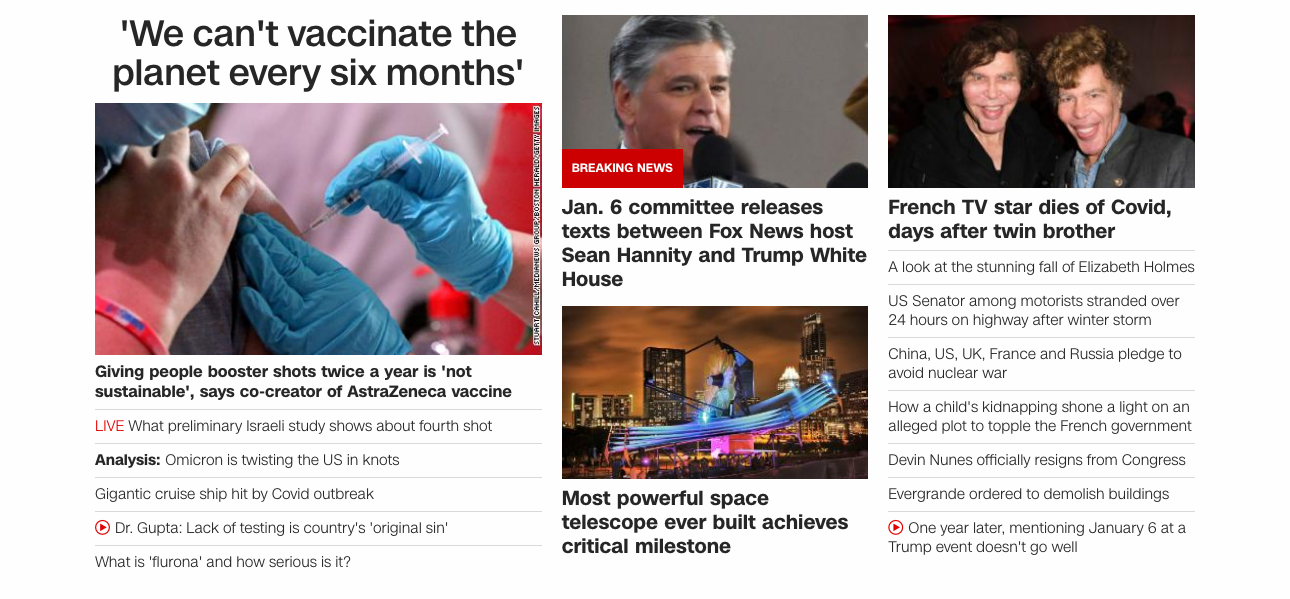 'We can't vaccinate the
planet every six months'
STUART CAHILL/MEDIANEWS GROUP/BOSTON HERALD/GETTY IMAGES
Giving people booster shots twice a year is 'not
sustainable', says co-creator of AstraZeneca vaccine
LIVE What preliminary Israeli study shows about fourth shot
Analysis: Omicron is twisting the US in knots
Gigantic cruise ship hit by Covid outbreak
Dr. Gupta: Lack of testing is country's 'original sin'
What is 'flurona' and how serious is it?
BREAKING NEWS
Jan. 6 committee releases
texts between Fox News host
Sean Hannity and Trump White
House
Most powerful space
telescope ever built achieves
critical milestone
French TV star dies of Covid,
days after twin brother
A look at the stunning fall of Elizabeth Holmes
US Senator among motorists stranded over
24 hours on highway after winter storm
China, US, UK, France and Russia pledge to
avoid nuclear war
How a child's kidnapping shone a light on an
alleged plot to topple the French government
Devin Nunes officially resigns from Congress
Evergrande ordered to demolish buildings
One year later, mentioning January 6 at a
Trump event doesn't go well